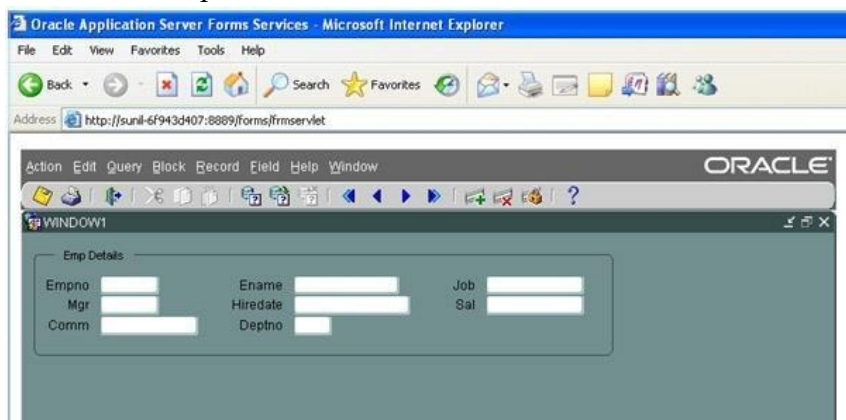 Oracle Application Server Forms Services - Microsoft Internet Explorer
File Edit View Favorites Tools Help
Back Search Favorites
Address http://sunil-6f943d407:8889/forms/frmservlet
Action Edit Query Block Record Field Help Window ORACLE
WINDOW1
Emp Details
Empno Ename Job
Mgr Hiredate Sal
Comm Deptno